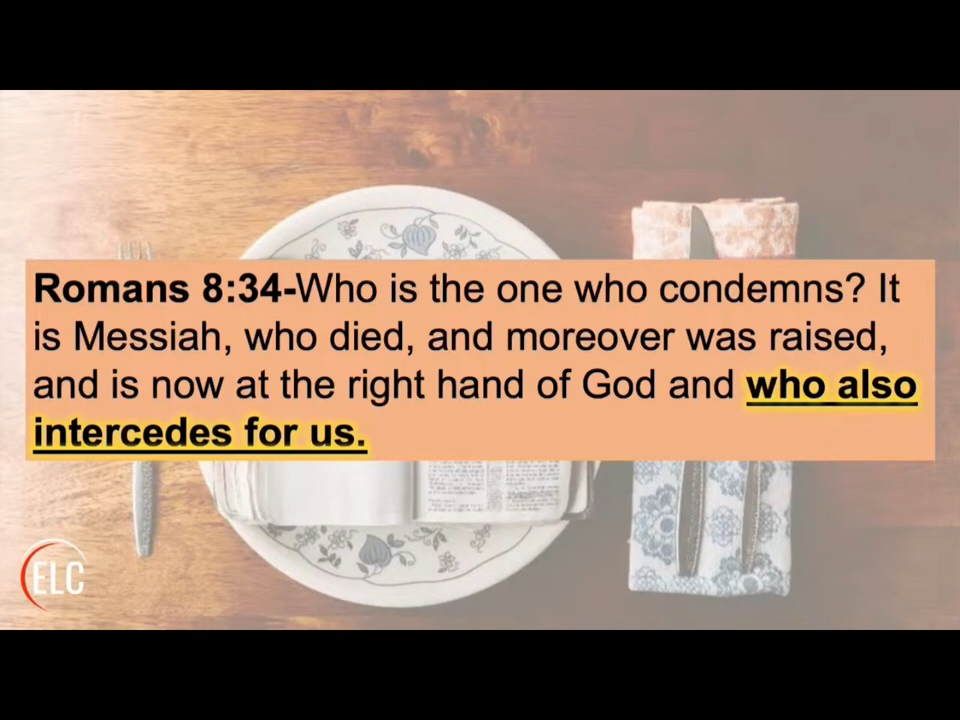 Romans 8:34-Who is the one who condemns? It
is Messiah, who died, and moreover was raised,
and is now at the right hand of God and who also
intercedes for us.
ELC